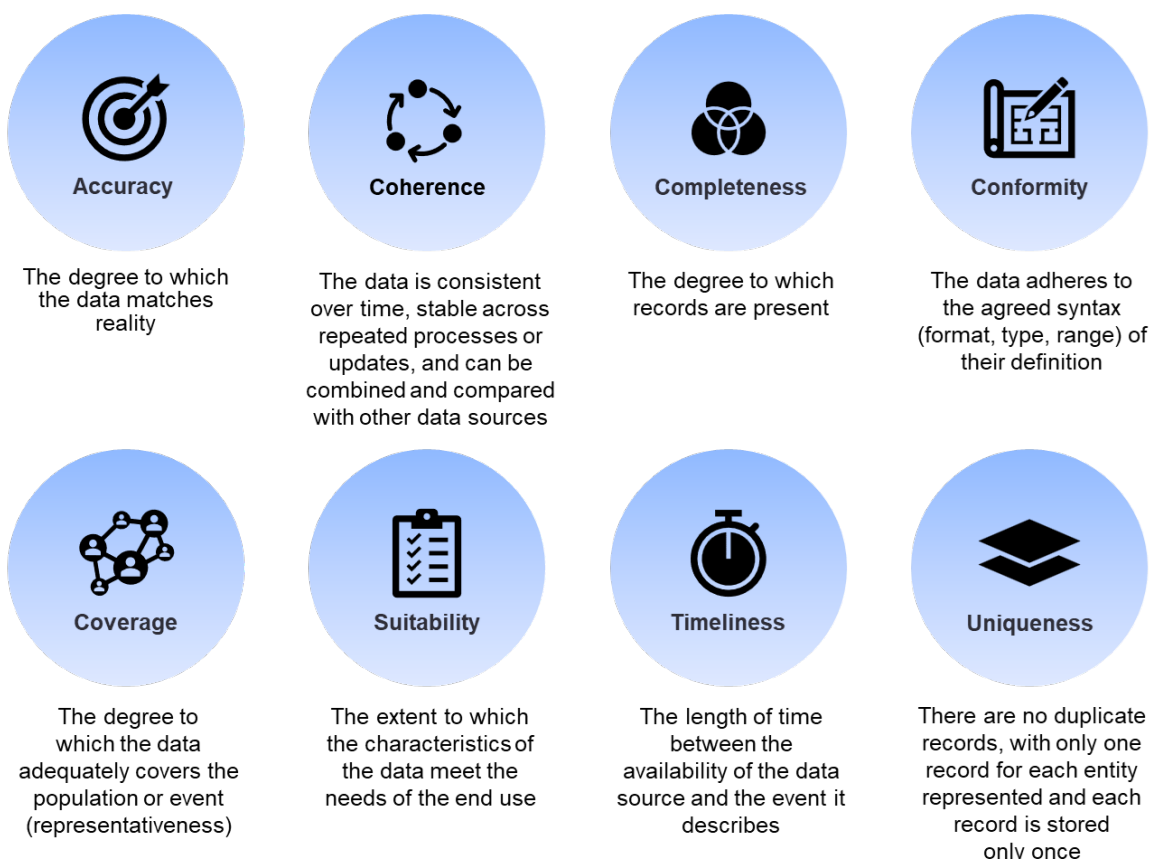 Accuracy
The degree to which
the data matches
reality
Coherence
The data is consistent
over time, stable across
repeated processes or
updates, and can be
combined and compared
with other data sources
Completeness
The degree to which
records are present
Conformity
The data adheres to
the agreed syntax
(format, type, range) of
their definition
Coverage
The degree to
which the data
adequately covers the
population or event
(representativeness)
Suitability
The extent to which
the characteristics of
the data meet the
needs of the end use
Timeliness
The length of time
between the
availability of the data
source and the event it
describes
Uniqueness
There are no duplicate
records, with only one
record for each entity
represented and each
record is stored
only once